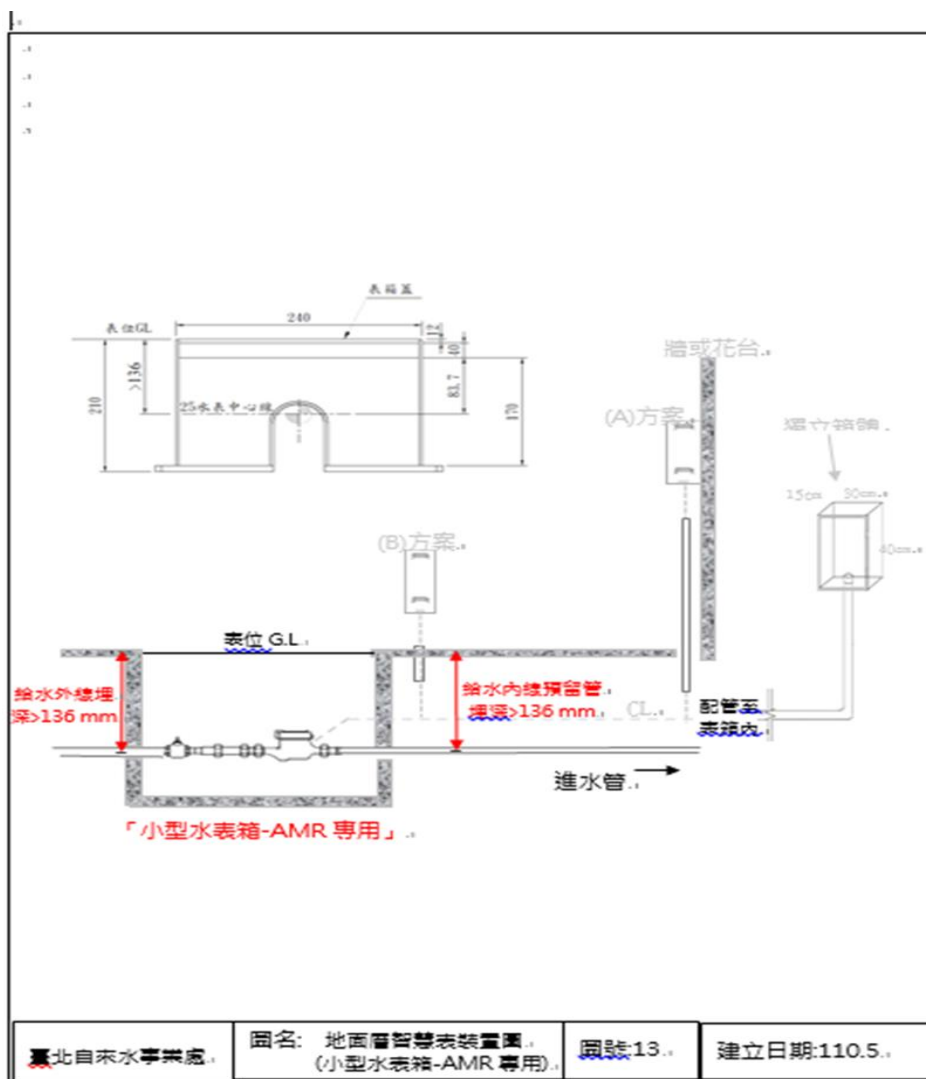 表箱蓋
240
表位GL
12
40
>136
83.7
210
25水表中心線
170
牆或花台
(A)方案
獨立箱體
15cm
30cm
40cm
(B)方案
表位 G.L
給水外線埋
深>136 mm
給水內線預留管
埋深>136 mm
CL
配管至
表箱內
進水管
「小型水表箱-AMR 專用」
臺北自來水事業處
圖名: 地面層智慧表裝置圖
(小型水表箱-AMR 專用)
圖號:13
建立日期:110.5